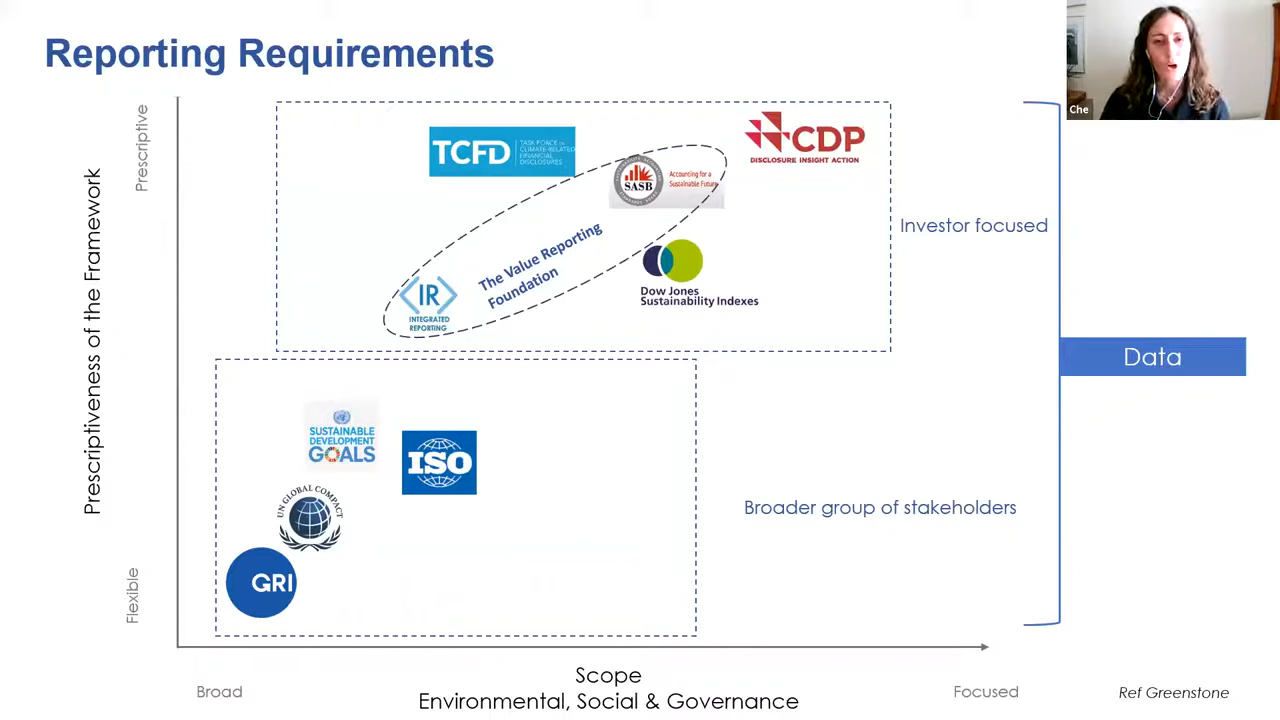 Reporting Requirements
Che
Prescriptive
Prescriptiveness of the Framework
Flexible
TCFD
TASK FORCE ON
CLIMATE-RELATED
FINANCIAL
DISCLOSURES
CDP
DISCLOSURE INSIGHT ACTION
SASB
Accounting for a
Sustainable Future
The Value Reporting
Foundation
IR
INTEGRATED
REPORTING
Dow Jones
Sustainability Indexes
Investor focused
Data
SUSTAINABLE
DEVELOPMENT
GOALS
ISO
UN GLOBAL COMPACT
GRI
Broader group of stakeholders
Scope
Broad
Environmental, Social & Governance
Focused
Ref Greenstone